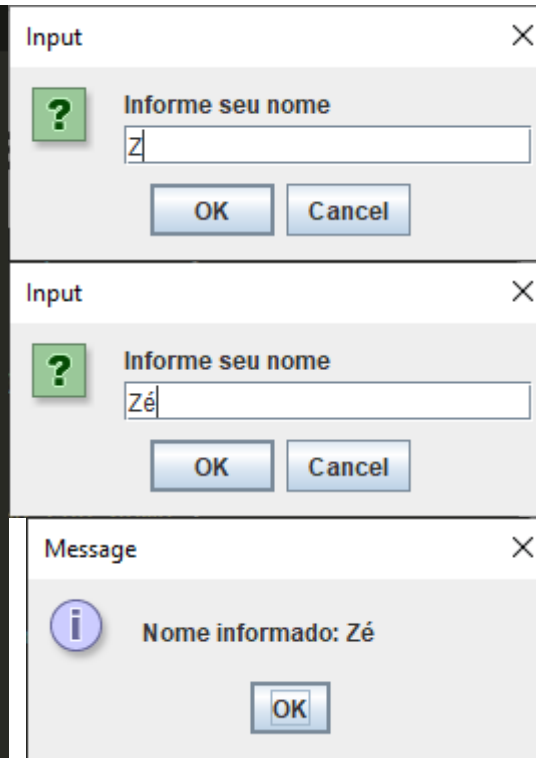 Input
?
Informe seu nome
Z
OK Cancel
Input
?
Informe seu nome
Zé
OK Cancel
Message
i
Nome informado: Zé
OK